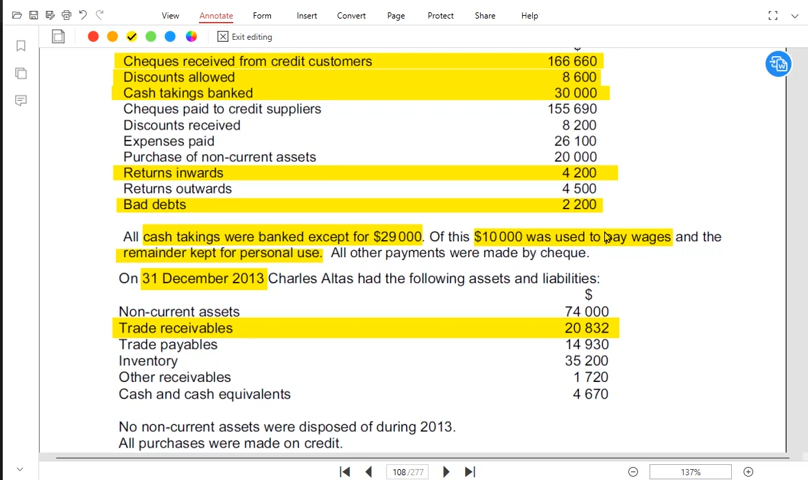 View Annotate Form Insert Convert Page Protect Share Help
Exit editing
$
Cheques received from credit customers 166 660
Discounts allowed 8 600
Cash takings banked 30 000
Cheques paid to credit suppliers 155 690
Discounts received 8 200
Expenses paid 26 100
Purchase of non-current assets 20 000
Returns inwards 4 200
Returns outwards 4 500
Bad debts 2 200
All cash takings were banked except for $29 000. Of this $10 000 was used to pay wages and the
remainder kept for personal use. All other payments were made by cheque.
On 31 December 2013 Charles Altas had the following assets and liabilities:
$
Non-current assets 74 000
Trade receivables 20 832
Trade payables 14 930
Inventory 35 200
Other receivables 1 720
Cash and cash equivalents 4 670
No non-current assets were disposed of during 2013.
All purchases were made on credit.
108 /277 137%